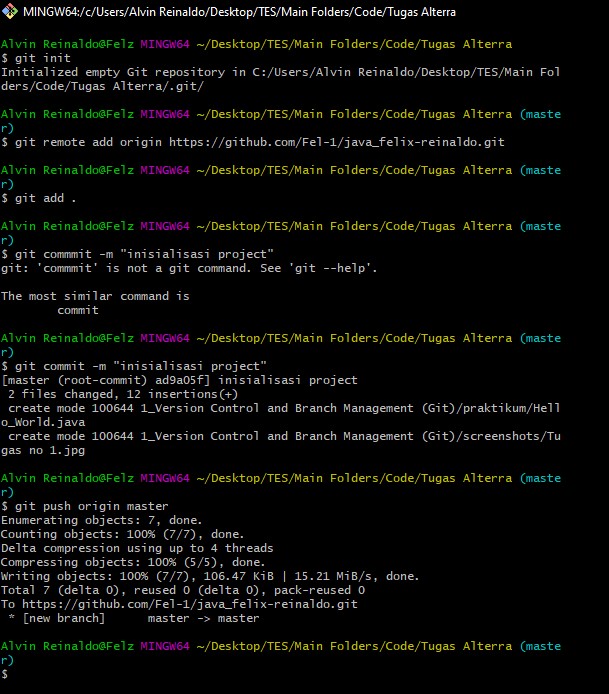 MINGW64:/c/Users/Alvin Reinaldo/Desktop/TES/Main Folders/Code/Tugas Alterra
Alvin Reinaldo@Felz MINGW64 ~/Desktop/TES/Main Folders/Code/Tugas Alterra
$ git init
Initialized empty Git repository in C:/Users/Alvin Reinaldo/Desktop/TES/Main Fol
ders/Code/Tugas Alterra/.git/
Alvin Reinaldo@Felz MINGW64 ~/Desktop/TES/Main Folders/Code/Tugas Alterra (maste
r)
$ git remote add origin https://github.com/Fel-1/java_felix-reinaldo.git
Alvin Reinaldo@Felz MINGW64 ~/Desktop/TES/Main Folders/Code/Tugas Alterra (maste
r)
$ git add .
Alvin Reinaldo@Felz MINGW64 ~/Desktop/TES/Main Folders/Code/Tugas Alterra (maste
r)
$ git commmit -m "inisialisasi project"
git: 'commmit' is not a git command. See 'git --help'.
The most similar command is
commit
Alvin Reinaldo@Felz MINGW64 ~/Desktop/TES/Main Folders/Code/Tugas Alterra (maste
r)
$ git commit -m "inisialisasi project"
[master (root-commit) ad9a05f] inisialisasi project
2 files changed, 12 insertions(+)
create mode 100644 1_Version Control and Branch Management (Git)/praktikum/Hell
o_World.java
create mode 100644 1_Version Control and Branch Management (Git)/screenshots/Tu
gas no 1.jpg
Alvin Reinaldo@Felz MINGW64 ~/Desktop/TES/Main Folders/Code/Tugas Alterra (maste
r)
$ git push origin master
Enumerating objects: 7, done.
Counting objects: 100% (7/7), done.
Delta compression using up to 4 threads
Compressing objects: 100% (5/5), done.
Writing objects: 100% (7/7), 106.47 KiB | 15.21 MiB/s, done.
Total 7 (delta 0), reused 0 (delta 0), pack-reused 0
To https://github.com/Fel-1/java_felix-reinaldo.git
* [new branch]      master -> master
Alvin Reinaldo@Felz MINGW64 ~/Desktop/TES/Main Folders/Code/Tugas Alterra (maste
r)
$